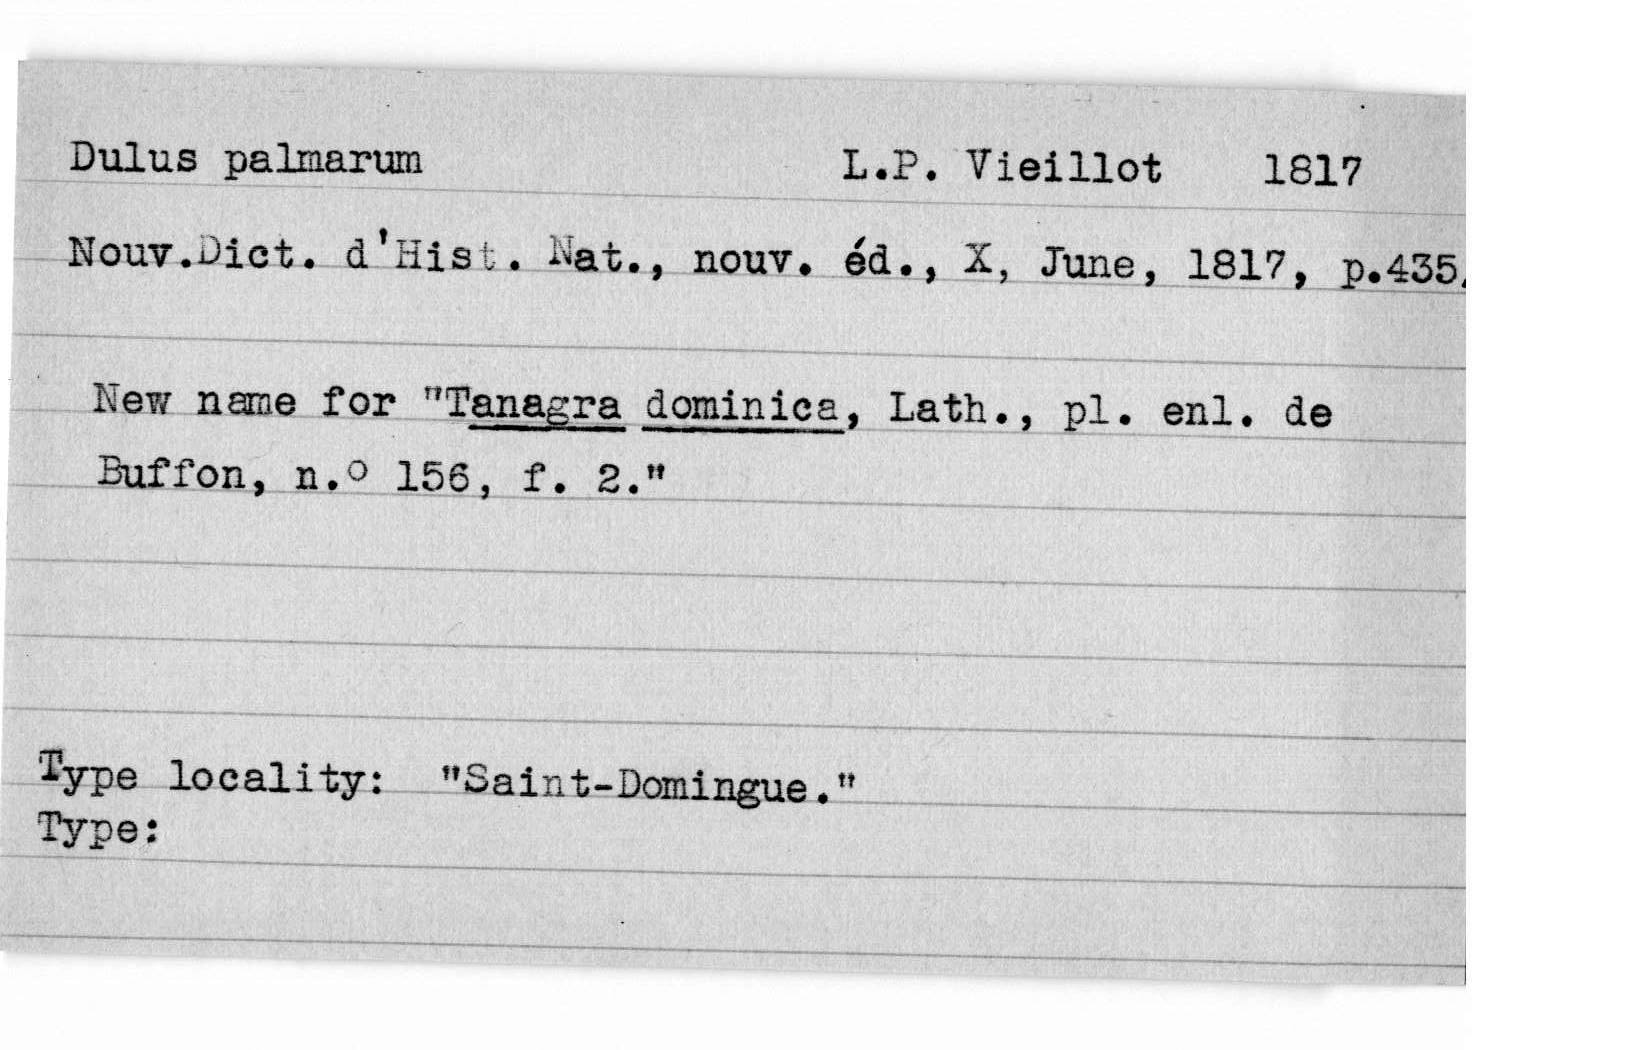 Dulus palmarum L.P. Vieillot 1817
Nouv.Dict. d'Hist. Nat., nouv. éd., X, June, 1817, p.435.
New name for "Tanagra dominica, Lath., pl. enl. de
Buffon, n.o 156, f. 2."
Type locality: "Saint-Domingue."
Type: